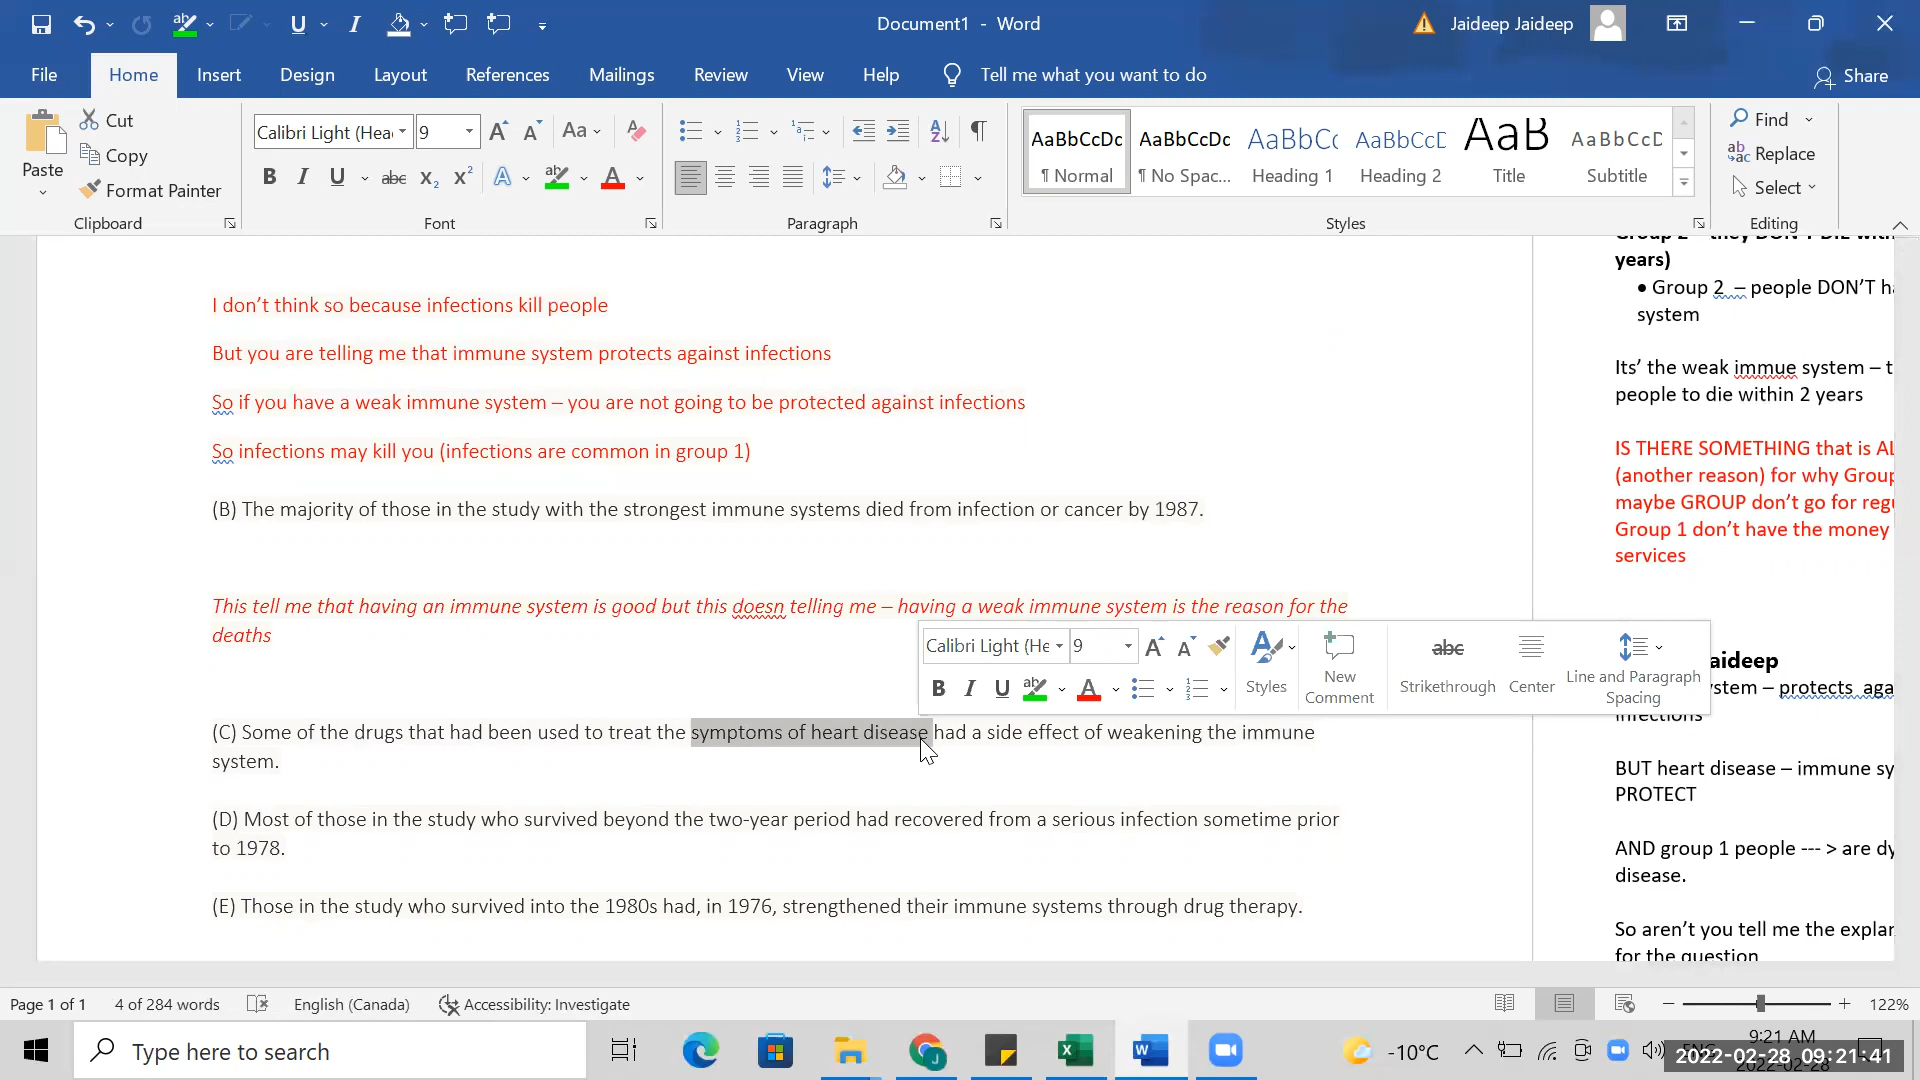 Document1 - Word
Jaideep Jaideep
File Home Insert Design Layout References Mailings Review View Help Tell me what you want to do Share
Paste Cut Copy Format Painter
Clipboard
Calibri Light (Hea 9
Font
Paragraph
AaBbCcDc ¶ Normal
AaBbCcDc ¶ No Spac...
AaBbCc Heading 1
AaBbCcD Heading 2
AaB Title
AaBbCcD Subtitle
Styles
Find
Replace
Select
Editing
I don’t think so because infections kill people
But you are telling me that immune system protects against infections
So if you have a weak immune system – you are not going to be protected against infections
So infections may kill you (infections are common in group 1)
(B) The majority of those in the study with the strongest immune systems died from infection or cancer by 1987.
This tell me that having an immune system is good but this doesn telling me – having a weak immune system is the reason for the
deaths
Calibri Light (He 9
Styles
New
Comment
Strikethrough
Center
Line and Paragraph
Spacing
(C) Some of the drugs that had been used to treat the symptoms of heart disease had a side effect of weakening the immune
system.
(D) Most of those in the study who survived beyond the two-year period had recovered from a serious infection sometime prior
to 1978.
(E) Those in the study who survived into the 1980s had, in 1976, strengthened their immune systems through drug therapy.
years)
• Group 2 – people DON’T
system
Its’ the weak immue system –
people to die within 2 years
IS THERE SOMETHING that is
(another reason) for why
maybe GROUP don’t go for
Group 1 don’t have the money
services
aideep
stem – protects
infections
BUT heart disease – immune
PROTECT
AND group 1 people --- > are
disease.
So aren’t you tell me the
for the question
Page 1 of 1 4 of 284 words English (Canada) Accessibility: Investigate 122%
Type here to search
-10°C
9:21 AM
2022-02-28 09:21:41